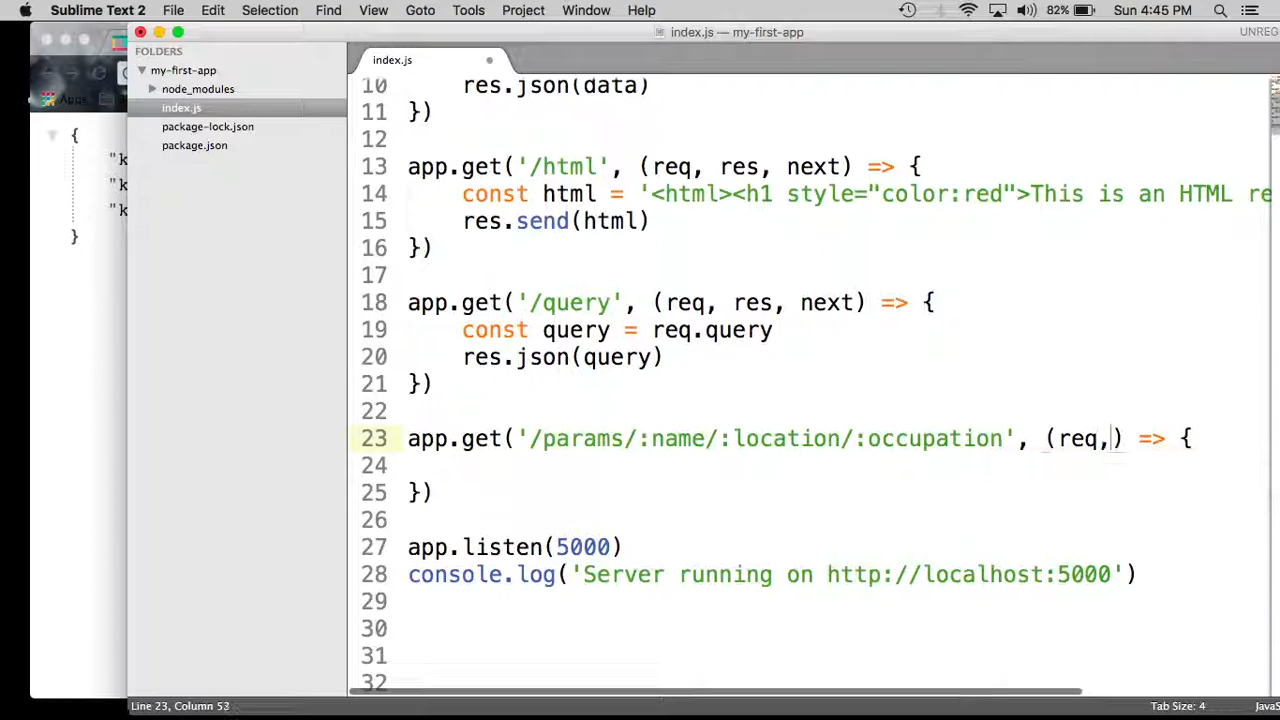 Sublime Text 2 File Edit Selection Find View Goto Tools Project Window Help 82% Sun 4:45 PM
index.js — my-first-app UNREG
FOLDERS
my-first-app
node_modules
index.js
package-lock.json
package.json
Apps
{
"k
"k
"k
}
index.js
10 res.json(data)
11 })
12
13 app.get('/html', (req, res, next) => {
14 const html = '<html><h1 style="color:red">This is an HTML re
15 res.send(html)
16 })
17
18 app.get('/query', (req, res, next) => {
19 const query = req.query
20 res.json(query)
21 })
22
23 app.get('/params/:name/:location/:occupation', (req,) => {
24
25 })
26
27 app.listen(5000)
28 console.log('Server running on http://localhost:5000')
29
30
31
32
Line 23, Column 53 Tab Size: 4 JavaS